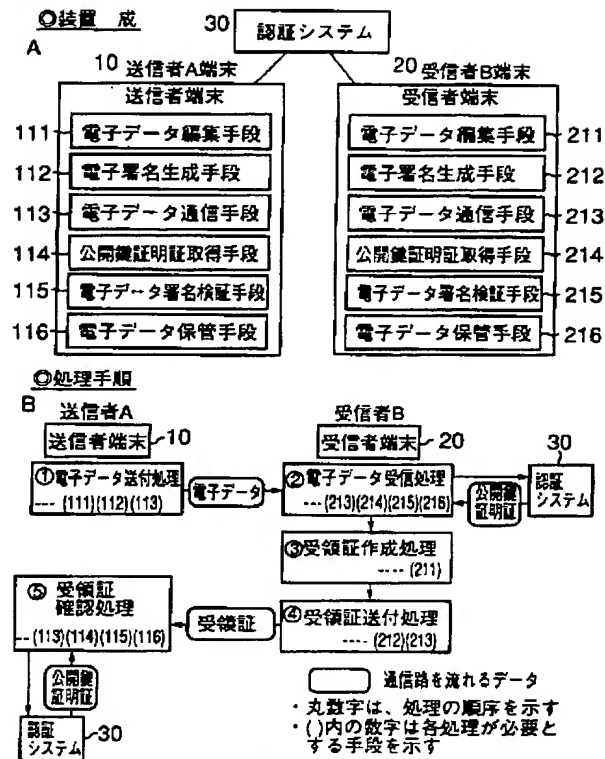 ◎装置 成
A
30 認証システム
10 送信者A端末
20 受信者B端末
送信者端末
111 電子データ編集手段
112 電子署名生成手段
113 電子データ通信手段
114 公開鍵証明証取得手段
115 電子データ署名検証手段
116 電子データ保管手段
受信者端末
電子データ編集手段 211
電子署名生成手段 212
電子データ通信手段 213
公開鍵証明証取得手段 214
電子データ署名検証手段 215
電子データ保管手段 216
◎処理手順
B
送信者A
送信者端末 10
受信者B
受信者端末 20
①電子データ送付処理
---- (111)(112)(113)
電子データ
②電子データ受信処理
---(213)(214)(215)(216)
公開鍵
証明証
30
認証
システム
③受領証作成処理
---- (211)
④受領証送付処理
---- (212)(213)
受領証
⑤ 受領証
確認処理
--(113)(114)(115)(116)
公開鍵
証明証
認証
システム 30
通信路を流れるデータ
・丸数字は、処理の順序を示す
・( )内の数字は各処理が必要と
する手段を示す